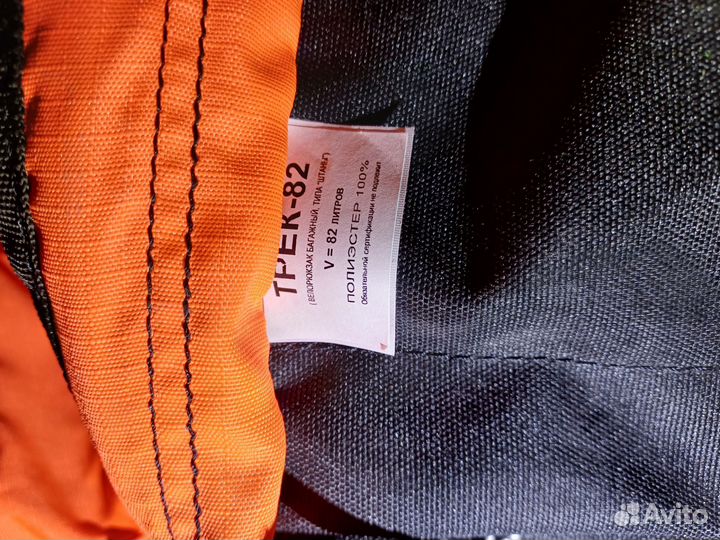 ТРЕК-82
( ВЕЛОРЮКЗАК БАГАЖНЫЙ, ТИПА "ШТАНЫ")
V = 82 ЛИТРОВ
ПОЛИЭСТЕР 100%
Обязательной сертификации не подлежит
Avito